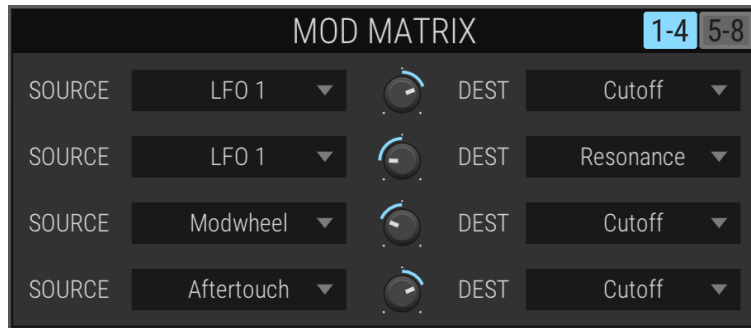 MOD MATRIX 1-4 5-8
SOURCE LFO 1 DEST Cutoff
SOURCE LFO 1 DEST Resonance
SOURCE Modwheel DEST Cutoff
SOURCE Aftertouch DEST Cutoff